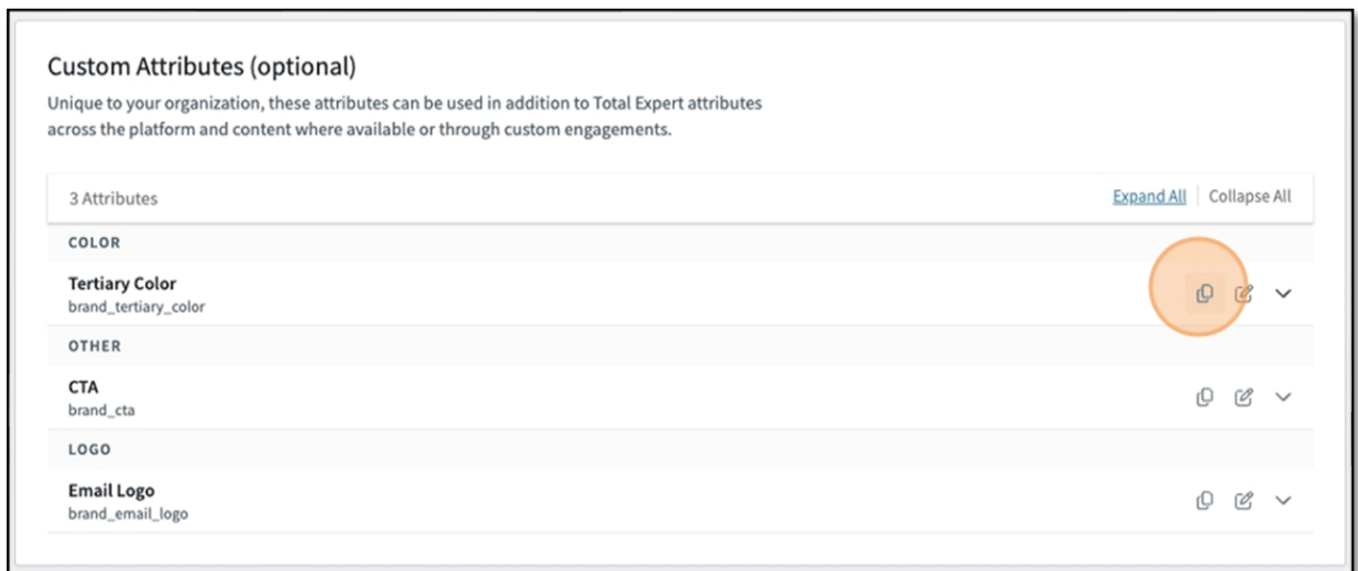 Custom Attributes (optional)
Unique to your organization, these attributes can be used in addition to Total Expert attributes
across the platform and content where available or through custom engagements.
3 Attributes
Expand All | Collapse All
COLOR
Tertiary Color
brand_tertiary_color
OTHER
CTA
brand_cta
LOGO
Email Logo
brand_email_logo